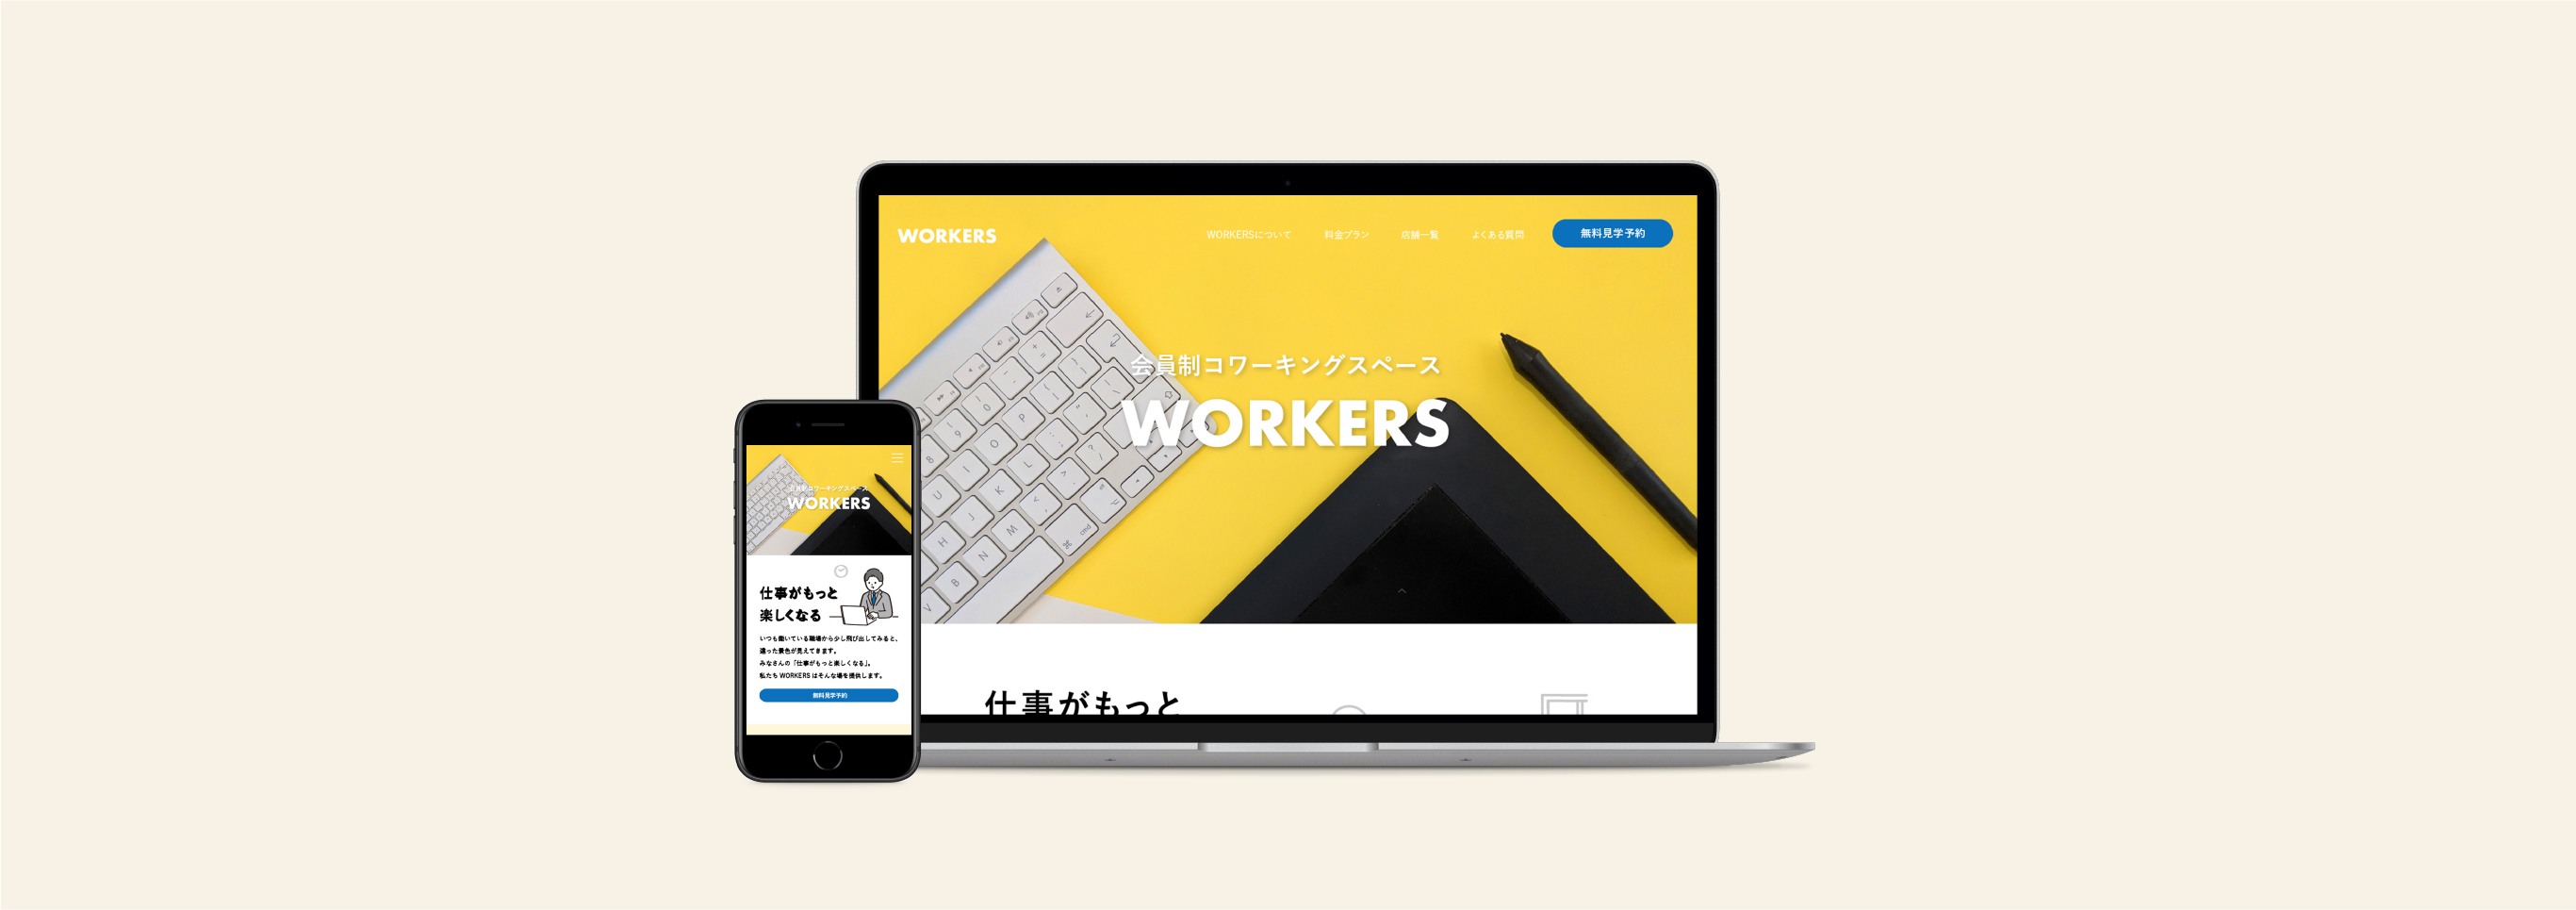 WORKERS
WORKERSについて 料金プラン 店舗一覧 よくある質問 無料見学予約
会員制コワーキングスペース
WORKERS
仕事がもっと
会員制コワーキングスペース
WORKERS
仕事がもっと
楽しくなる
いつも働いている職場から少し飛び出してみると、
違った景色が見えてきます。
みなさんの「仕事がもっと楽しくなる」。
私たち WORKERS はそんな場を提供します。
無料見学予約